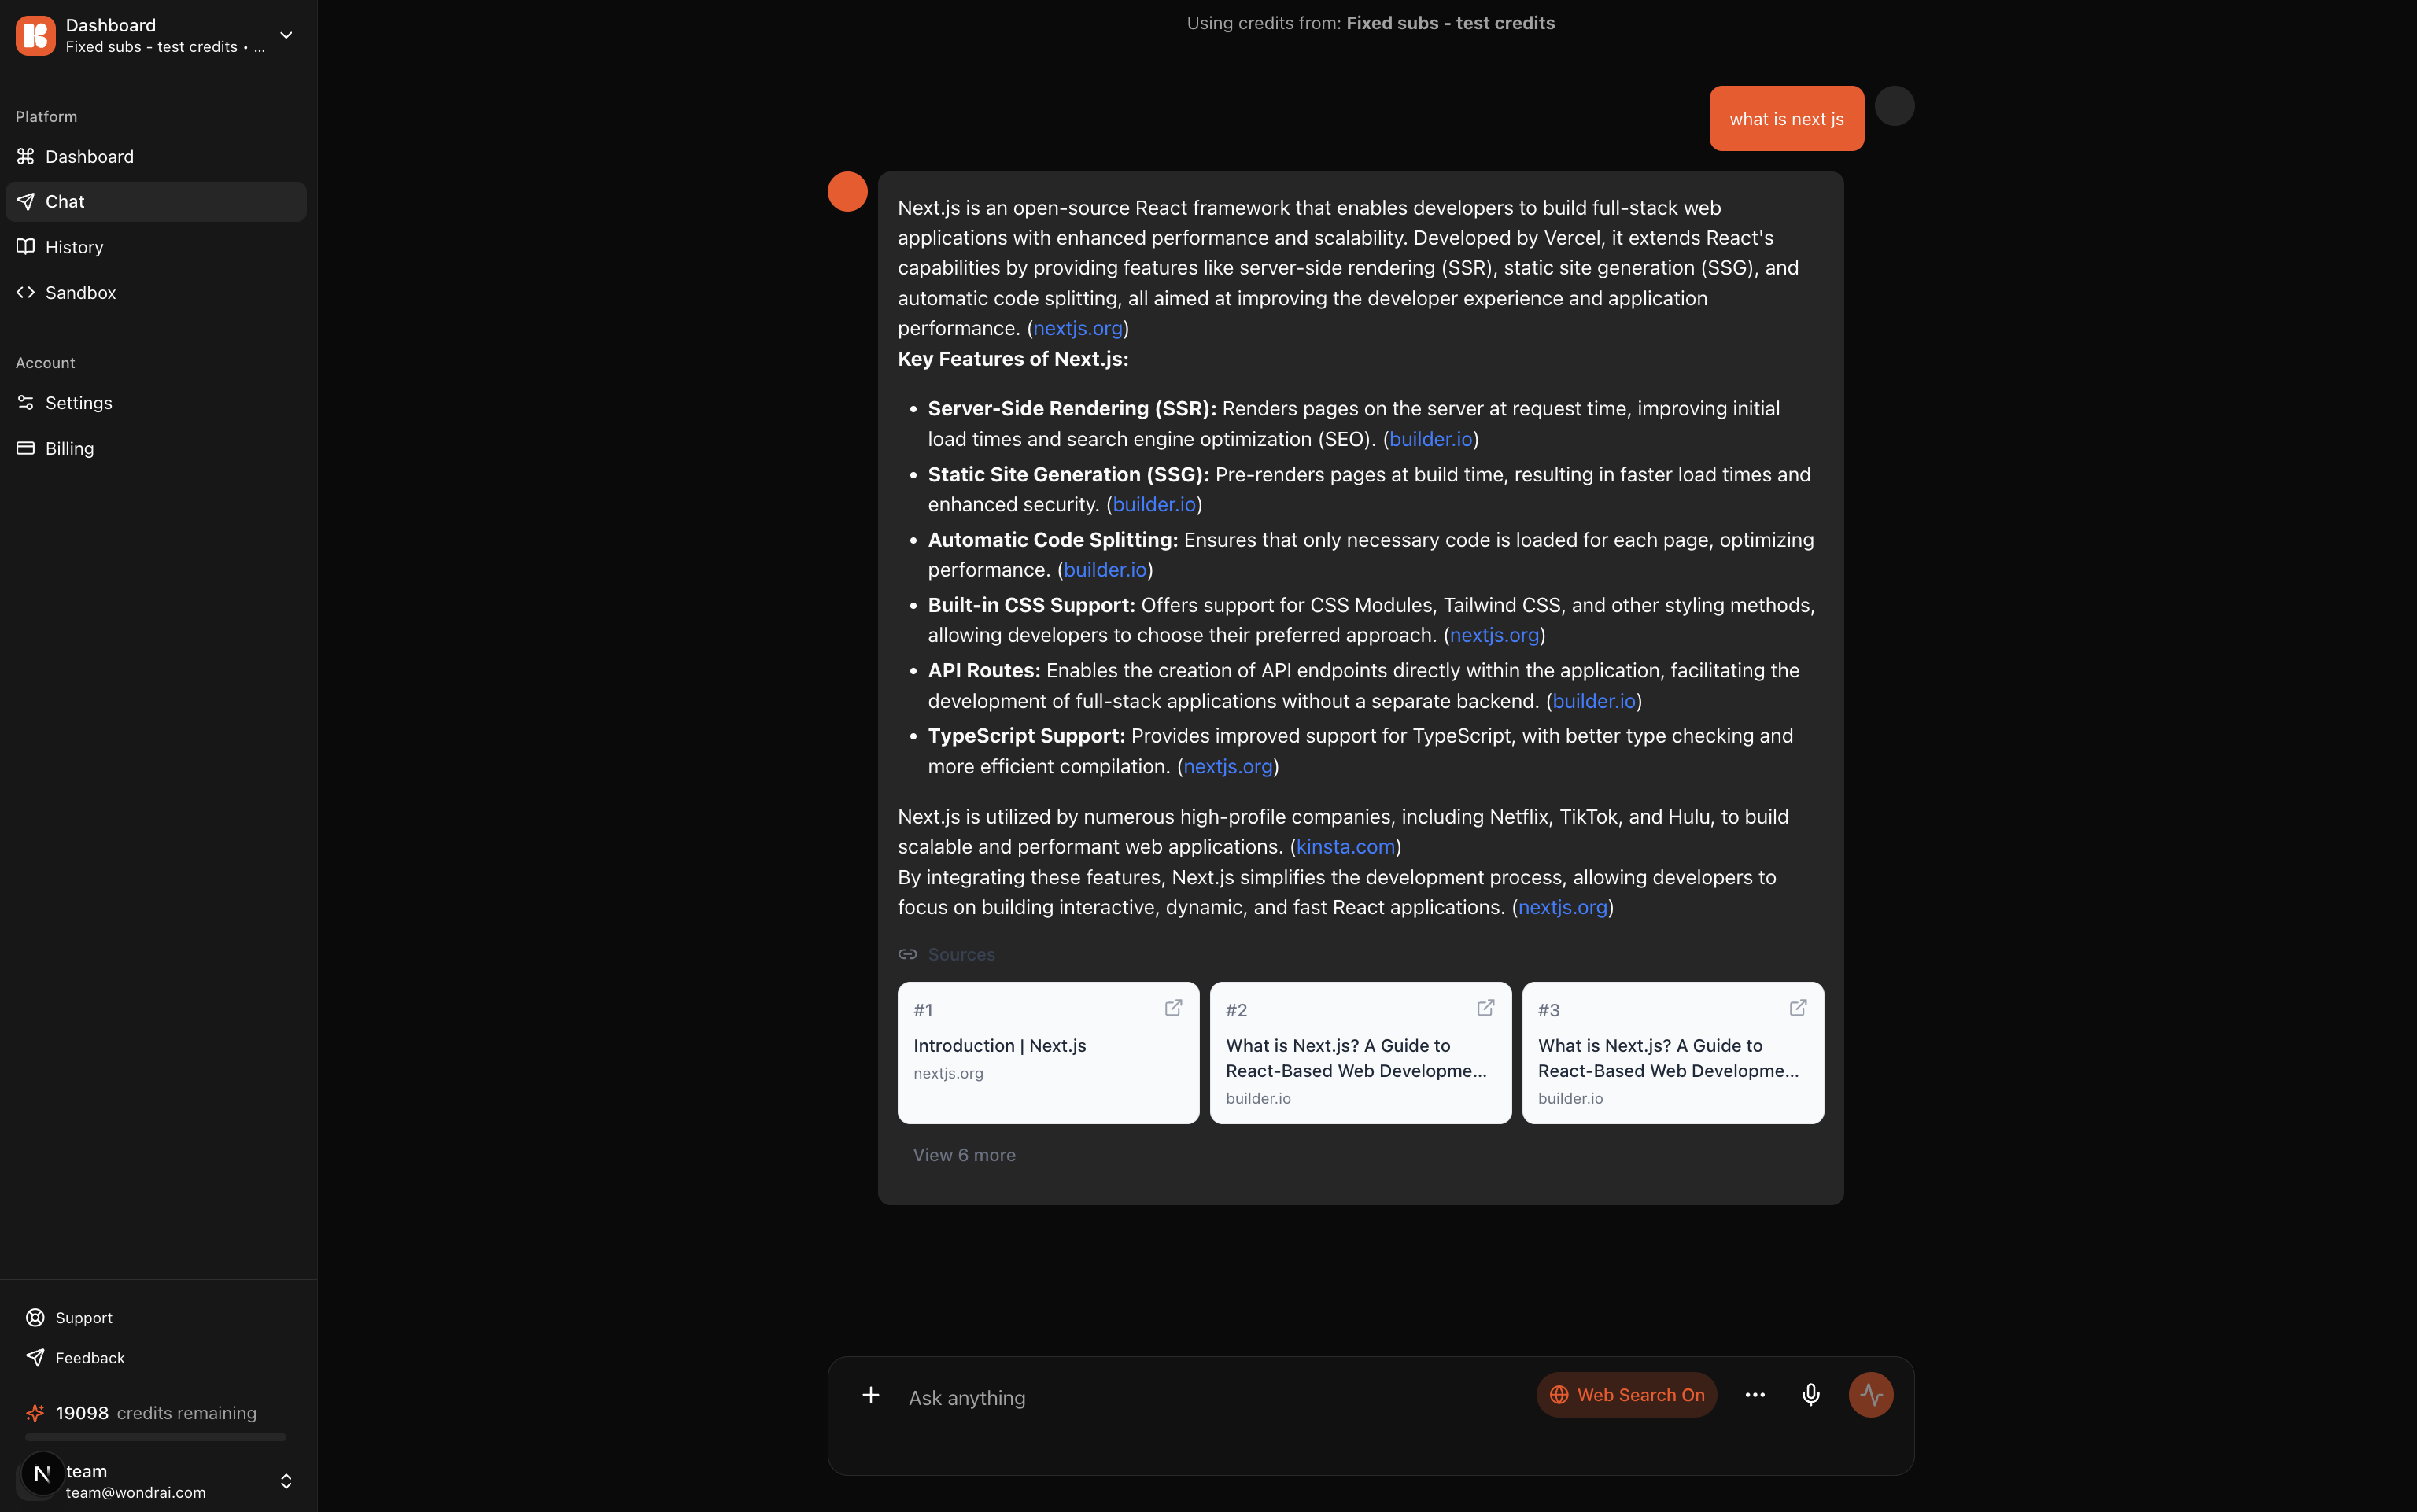 Dashboard
Fixed subs - test credits • ...
Platform
Dashboard
Chat
History
Sandbox
Account
Settings
Billing
Support
Feedback
19098 credits remaining
N
team
team@wondrai.com
Using credits from: Fixed subs - test credits
what is next js
Next.js is an open-source React framework that enables developers to build full-stack web
applications with enhanced performance and scalability. Developed by Vercel, it extends React's
capabilities by providing features like server-side rendering (SSR), static site generation (SSG), and
automatic code splitting, all aimed at improving the developer experience and application
performance. (nextjs.org)
Key Features of Next.js:
• Server-Side Rendering (SSR): Renders pages on the server at request time, improving initial
load times and search engine optimization (SEO). (builder.io)
• Static Site Generation (SSG): Pre-renders pages at build time, resulting in faster load times and
enhanced security. (builder.io)
• Automatic Code Splitting: Ensures that only necessary code is loaded for each page, optimizing
performance. (builder.io)
• Built-in CSS Support: Offers support for CSS Modules, Tailwind CSS, and other styling methods,
allowing developers to choose their preferred approach. (nextjs.org)
• API Routes: Enables the creation of API endpoints directly within the application, facilitating the
development of full-stack applications without a separate backend. (builder.io)
• TypeScript Support: Provides improved support for TypeScript, with better type checking and
more efficient compilation. (nextjs.org)
Next.js is utilized by numerous high-profile companies, including Netflix, TikTok, and Hulu, to build
scalable and performant web applications. (kinsta.com)
By integrating these features, Next.js simplifies the development process, allowing developers to
focus on building interactive, dynamic, and fast React applications. (nextjs.org)
Sources
#1
Introduction | Next.js
nextjs.org
#2
What is Next.js? A Guide to
React-Based Web Developme...
builder.io
#3
What is Next.js? A Guide to
React-Based Web Developme...
builder.io
View 6 more
Ask anything
Web Search On